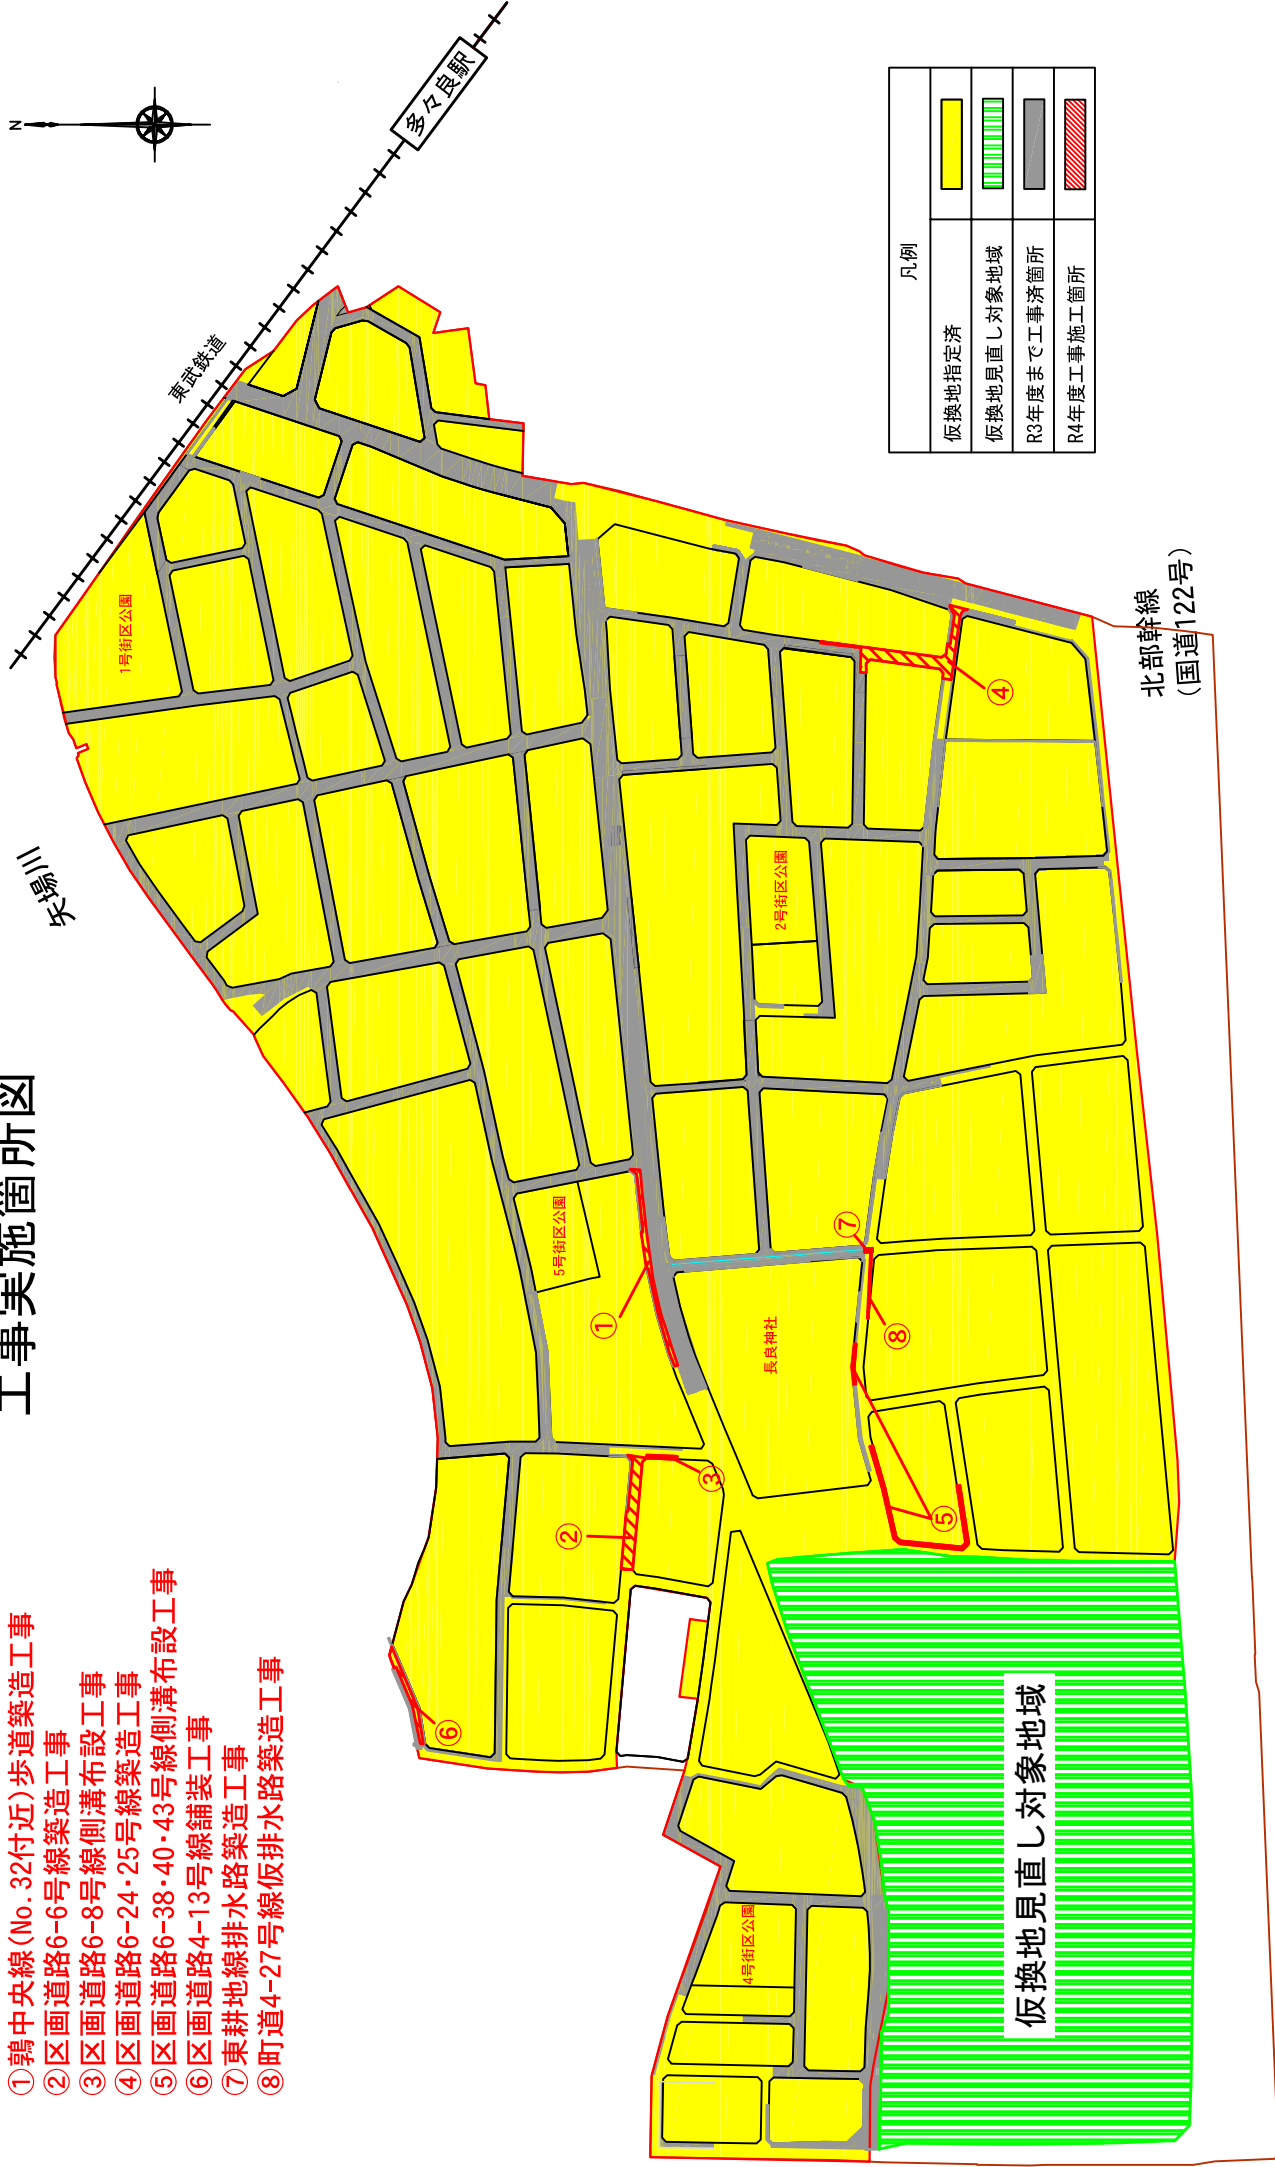 工事実施箇所図
①鶉中央線(No.32付近)歩道築造工事
②区画道路6-6号線築造工事
③区画道路6-8号線側溝布設工事
④区画道路6-24・25号線築造工事
⑤区画道路6-38・40・43号線側溝布設工事
⑥区画道路4-13号線舗装工事
⑦東耕地線排水路築造工事
⑧町道4-27号線仮排水路築造工事
N
矢場川
東武鉄道
多々良駅
1号街区公園
5号街区公園
2号街区公園
4号街区公園
長良神社
①
②
③
④
⑤
⑥
⑦
⑧
北部幹線
(国道122号)
仮換地見直し対象地域
凡例
仮換地指定済
仮換地見直し対象地域
R3年度まで工事済箇所
R4年度工事施工箇所